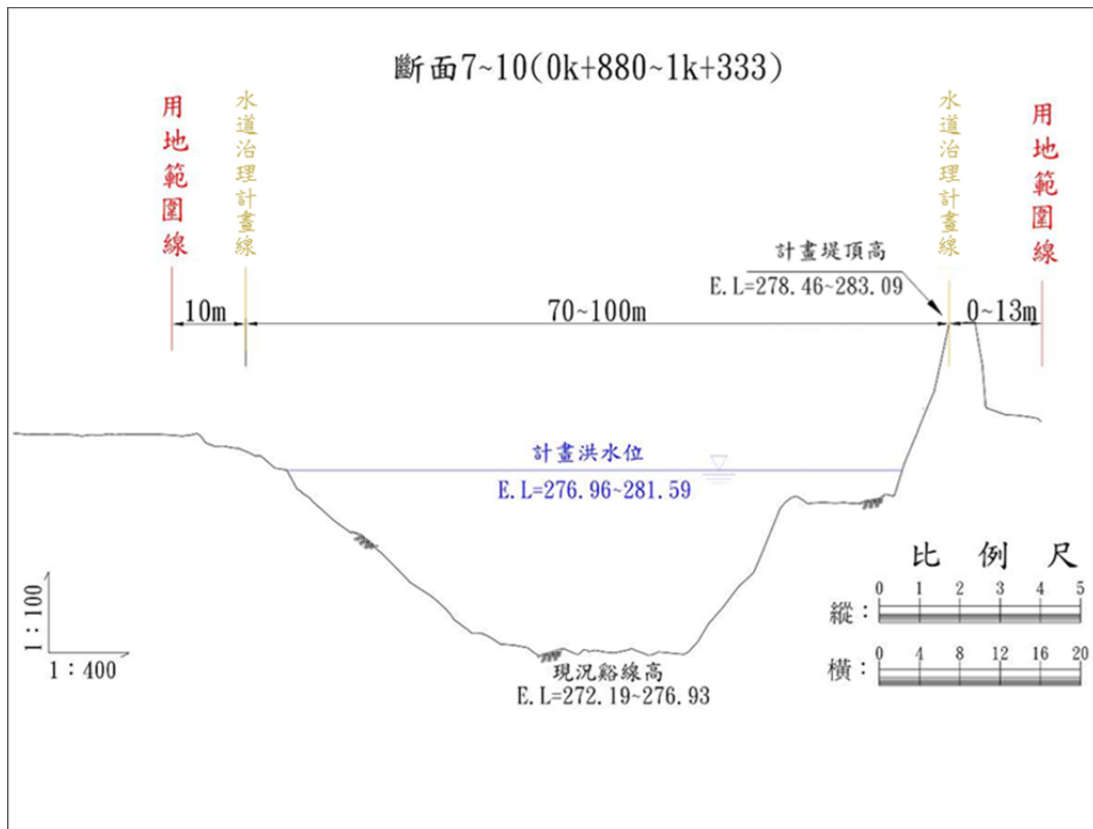 斷面7~10(0k+880~1k+333)
用地範圍線
水道治理計畫線
水道治理計畫線
用地範圍線
計畫堤頂高
E.L=278.46~283.09
10m
70~100m
0~13m
計畫洪水位
E.L=276.96~281.59
比例尺
0 1 2 3 4 5
縱：
0 4 8 12 16 20
橫：
1：100
1：400
現況谿線高
E.L=272.19~276.93